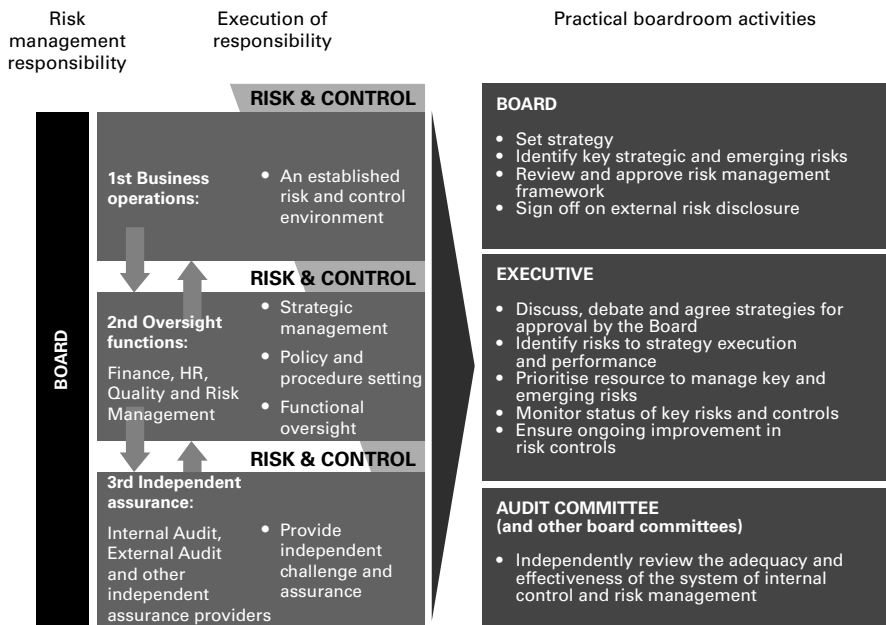 Risk
management
responsibility
Execution of
responsibility
Practical boardroom activities
BOARD
RISK & CONTROL
1st Business
operations:
• An established
risk and control
environment
RISK & CONTROL
2nd Oversight
functions:
Finance, HR,
Quality and Risk
Management
• Strategic
management
• Policy and
procedure setting
• Functional
oversight
RISK & CONTROL
3rd Independent
assurance:
Internal Audit,
External Audit
and other
independent
assurance providers
• Provide
independent
challenge and
assurance
BOARD
• Set strategy
• Identify key strategic and emerging risks
• Review and approve risk management
framework
• Sign off on external risk disclosure
EXECUTIVE
• Discuss, debate and agree strategies for
approval by the Board
• Identify risks to strategy execution
and performance
• Prioritise resource to manage key and
emerging risks
• Monitor status of key risks and controls
• Ensure ongoing improvement in
risk controls
AUDIT COMMITTEE
(and other board committees)
• Independently review the adequacy and
effectiveness of the system of internal
control and risk management